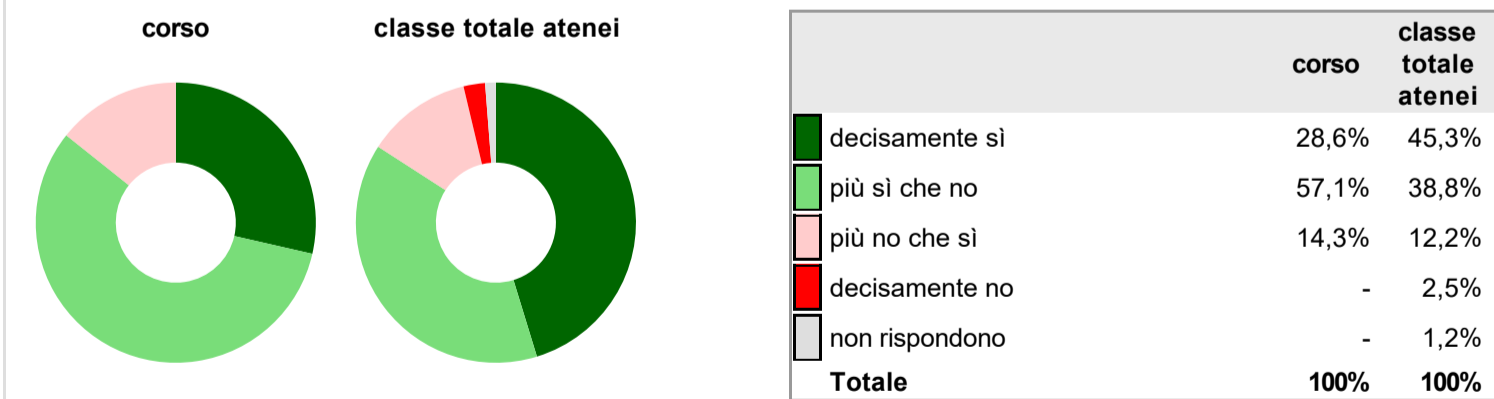 corso classe totale atenei
corso classe totale atenei
decisamente sì 28,6% 45,3%
più sì che no 57,1% 38,8%
più no che sì 14,3% 12,2%
decisamente no - 2,5%
non rispondono - 1,2%
Totale 100% 100%